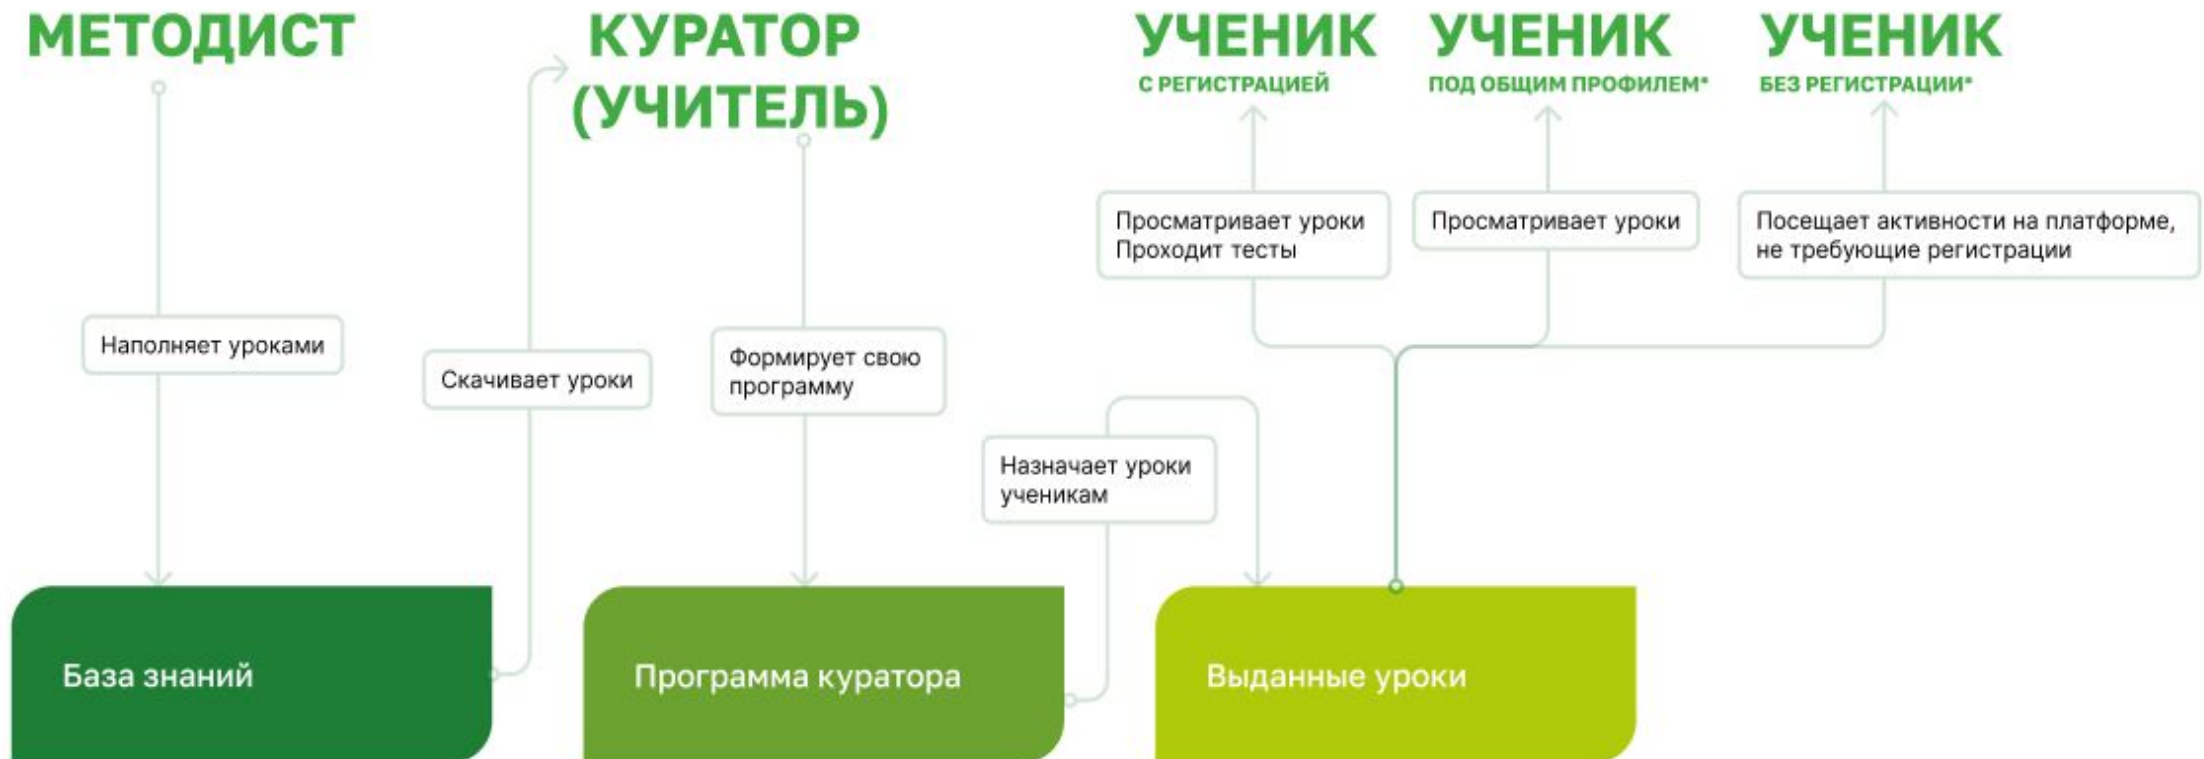 МЕТОДИСТ
КУРАТОР
(УЧИТЕЛЬ)
УЧЕНИК
С РЕГИСТРАЦИЕЙ
УЧЕНИК
ПОД ОБЩИМ ПРОФИЛЕМ*
УЧЕНИК
БЕЗ РЕГИСТРАЦИИ*
Просматривает уроки
Проходит тесты
Просматривает уроки
Посещает активности на платформе,
не требующие регистрации
Наполняет уроками
Скачивает уроки
Формирует свою
программу
Назначает уроки
ученикам
База знаний
Программа куратора
Выданные уроки